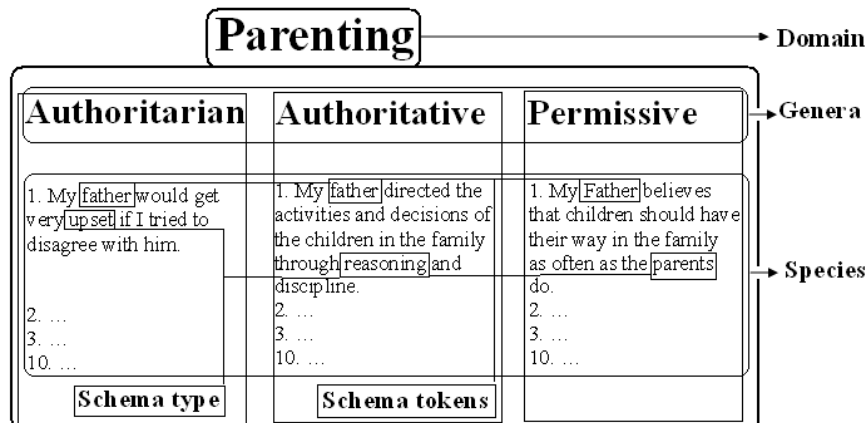 Parenting
Domain
Authoritarian
Authoritative
Permissive
Genera
1. My father would get
very upset if I tried to
disagree with him.
2. ...
3. ...
10. ...
1. My father directed the
activities and decisions of
the children in the family
through reasoning and
discipline.
2. ...
3. ...
10. ...
1. My Father believes
that children should have
their way in the family
as often as the parents
do.
2. ...
3. ...
10. ...
Species
Schema type
Schema tokens